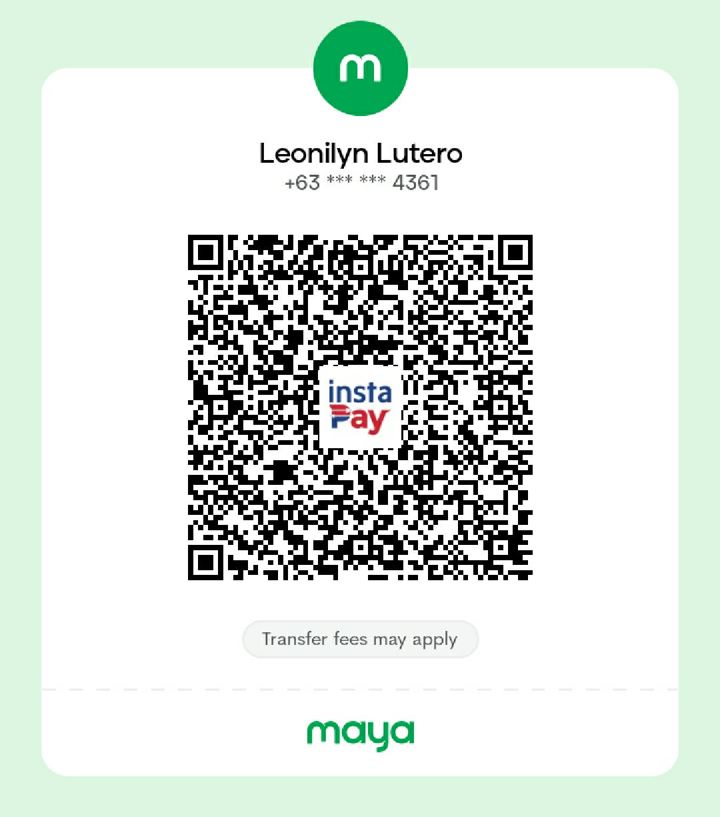 m
Leonilyn Lutero
+63 *** *** 4361
insta
Pay
Transfer fees may apply
maya